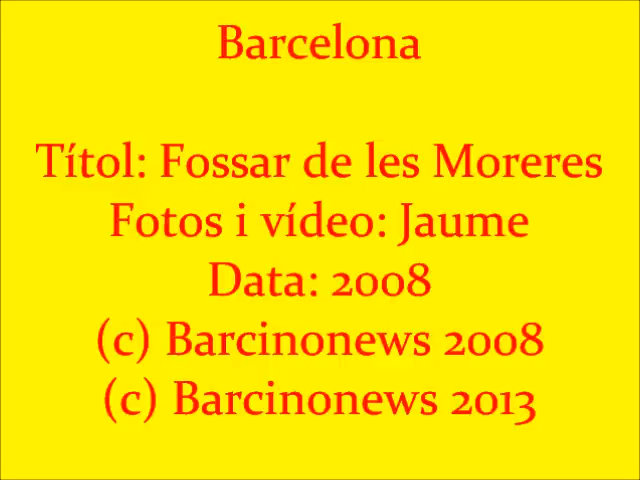 Barcelona
Títol: Fossar de les Moreres
Fotos i vídeo: Jaume
Data: 2008
(c) Barcinonews 2008
(c) Barcinonews 2013